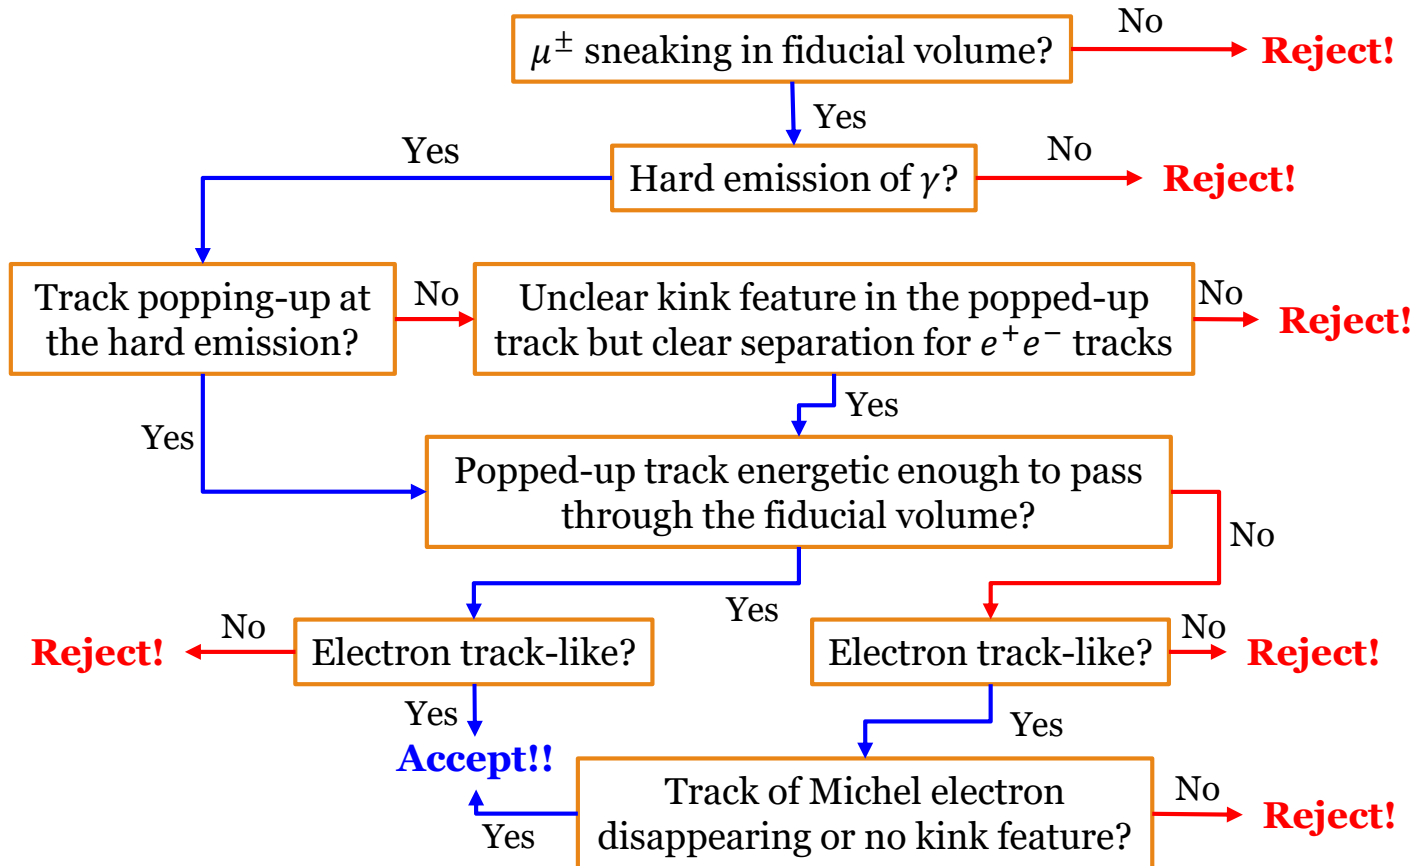 No
μ± sneaking in fiducial volume?
Reject!
Yes
Yes
No
Hard emission of γ?
Reject!
Track popping-up at
the hard emission?
No
Unclear kink feature in the popped-up
track but clear separation for e⁺e⁻ tracks
No
Reject!
Yes
Yes
Popped-up track energetic enough to pass
through the fiducial volume?
No
Yes
Reject!
No
Electron track-like?
Electron track-like?
No
Reject!
Yes
Accept!!
Yes
Track of Michel electron
disappearing or no kink feature?
No
Reject!
Yes